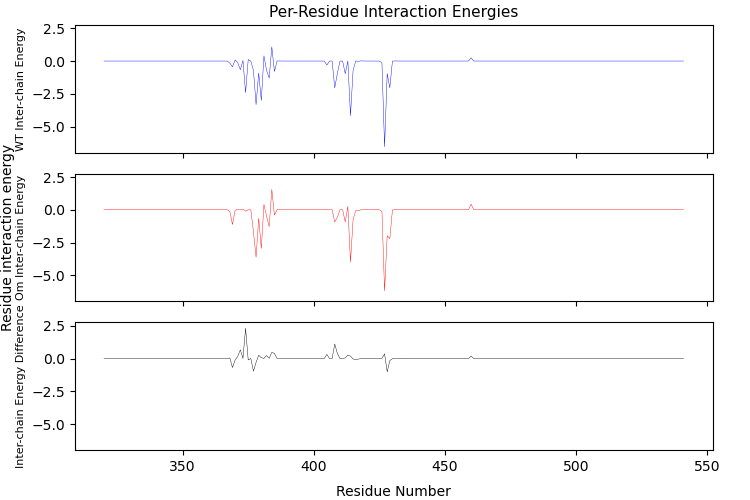 Per-Residue Interaction Energies
Residue interaction energy
WT Inter-chain Energy
2.5
0.0
−2.5
−5.0
Om Inter-chain Energy
2.5
0.0
−2.5
−5.0
Inter-chain Energy Difference
2.5
0.0
−2.5
−5.0
350 400 450 500 550
Residue Number